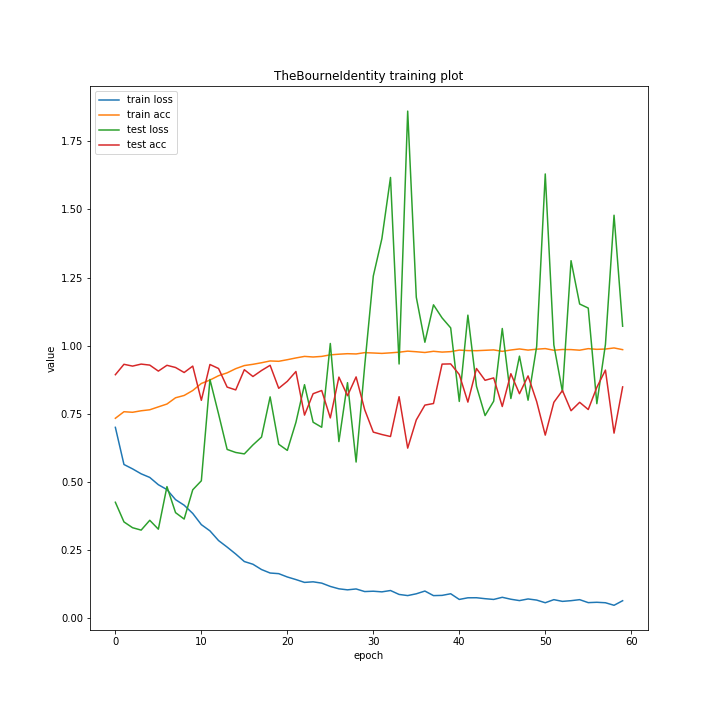 TheBourneIdentity training plot
train loss
train acc
test loss
test acc
1.75
1.50
1.25
1.00
0.75
0.50
0.25
0.00
value
0 10 20 30 40 50 60
epoch